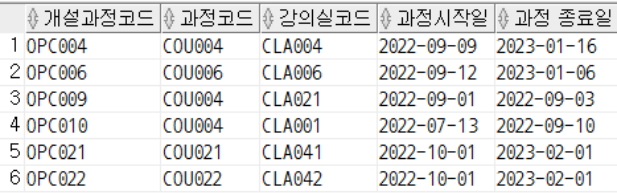 개설과정코드 과정코드 강의실코드 과정시작일 과정 종료일
1 OPC004 COU004 CLA004 2022-09-09 2023-01-16
2 OPC006 COU006 CLA006 2022-09-12 2023-01-06
3 OPC009 COU004 CLA021 2022-09-01 2022-09-03
4 OPC010 COU004 CLA001 2022-07-13 2022-09-10
5 OPC021 COU021 CLA041 2022-10-01 2023-02-01
6 OPC022 COU022 CLA042 2022-10-01 2023-02-01